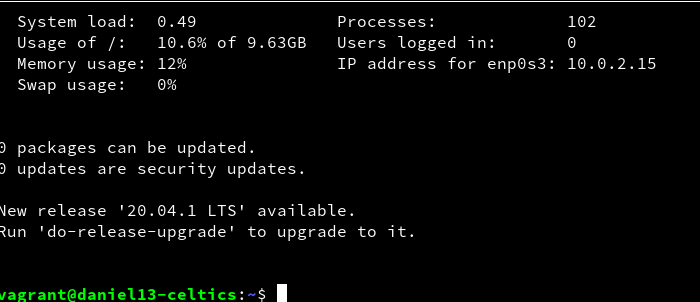 System load: 0.49 Processes: 102
Usage of /: 10.6% of 9.63GB Users logged in: 0
Memory usage: 12% IP address for enp0s3: 10.0.2.15
Swap usage: 0%
0 packages can be updated.
0 updates are security updates.
New release '20.04.1 LTS' available.
Run 'do-release-upgrade' to upgrade to it.
vagrant@daniel13-celtics:~$